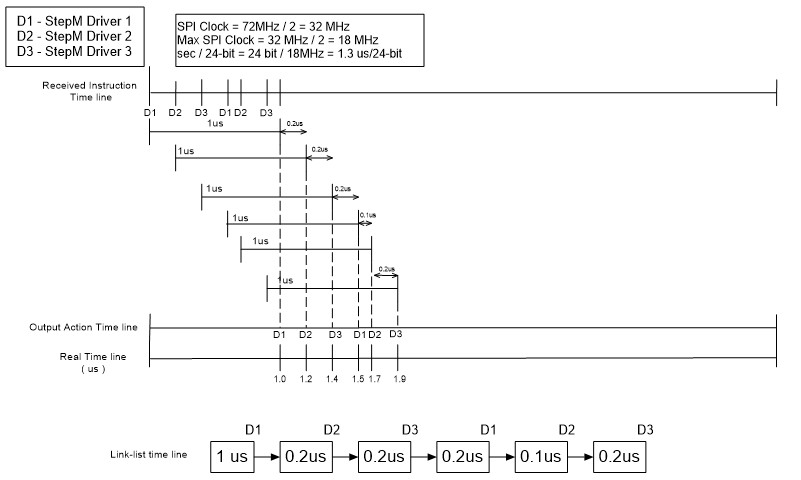 D1 - StepM Driver 1
D2 - StepM Driver 2
D3 - StepM Driver 3
SPI Clock = 72MHz / 2 = 32 MHz
Max SPI Clock = 32 MHz / 2 = 18 MHz
sec / 24-bit = 24 bit / 18MHz = 1.3 us/24-bit
Received Instruction
Time line
D1 D2 D3 D1 D2 D3
1us 0.2us
1us 0.2us
1us 0.2us
1us 0.1us
1us
0.2us
1us
Output Action Time line
D1 D2 D3 D1 D2 D3
Real Time line
( us )
1.0 1.2 1.4 1.5 1.7 1.9
D1 D2 D3 D1 D2 D3
Link-list time line
1 us 0.2us 0.2us 0.2us 0.1us 0.2us